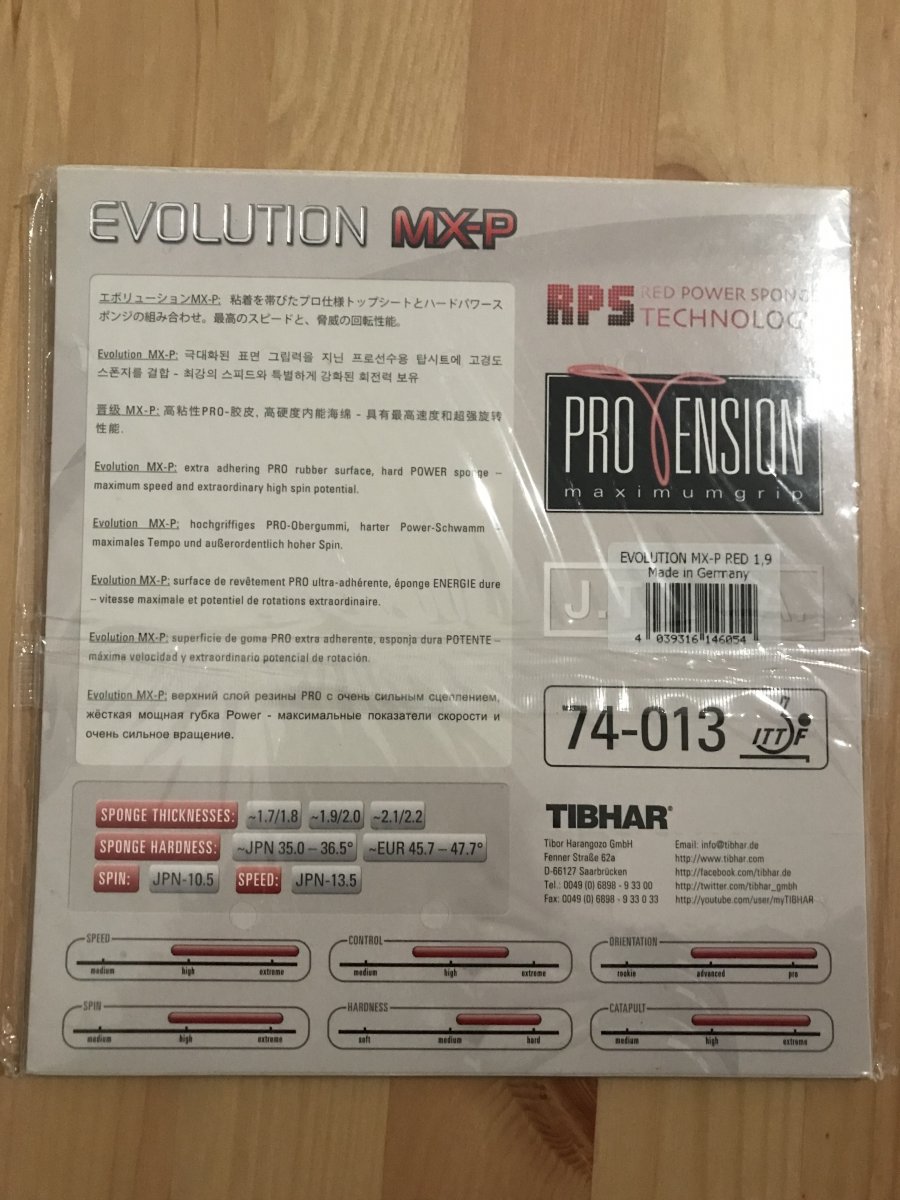 EVOLUTION MX-P
エボリューションMX-P: 粘着を帯びたプロ仕様トップシートとハードパワース
ポンジの組み合わせ。最高のスピードと、脅威の回転性能。
Evolution MX-P: 극대화된 표면 그립력을 지닌 프로선수용 탑시트에 고경도
스폰지를 결합 - 최강의 스피드와 특별하게 강화된 회전력 보유
晋级 MX-P: 高粘性PRO-胶皮, 高硬度内能海绵 - 具有最高速度和超强旋转
性能.
Evolution MX-P: extra adhering PRO rubber surface, hard POWER sponge –
maximum speed and extraordinary high spin potential.
Evolution MX-P: hochgriffiges PRO-Obergummi, harter Power-Schwamm –
maximales Tempo und außerordentlich hoher Spin.
Evolution MX-P: surface de revêtement PRO ultra-adhérente, éponge ENERGIE dure
– vitesse maximale et potentiel de rotations extraordinaire.
Evolution MX-P: superficie de goma PRO extra adherente, esponja dura POTENTE –
máxima velocidad y extraordinario potencial de rotación.
Evolution MX-P: верхний слой резины PRO с очень сильным сцеплением,
жёсткая мощная губка Power - максимальные показатели скорости и
очень сильное вращение.
RPS RED POWER SPONGE
TECHNOLOG
PRO TENSION
maximumgrip
EVOLUTION MX-P RED 1,9
Made in Germany
J.
4 039316 146054
74-013 ITTF
TIBHAR®
Tibor Harangozo GmbH
Fenner Straße 62a
D-66127 Saarbrücken
Tel.: 0049 (0) 6898 - 9 33 00
Fax: 0049 (0) 6898 - 9 33 0 33
Email: info@tibhar.de
http://www.tibhar.com
http://facebook.com/tibhar.de
http://twitter.com/tibhar_gmbh
http://youtube.com/user/myTIBHAR
SPONGE THICKNESSES: ~1.7/1.8 ~1.9/2.0 ~2.1/2.2
SPONGE HARDNESS: ~JPN 35.0 – 36.5° ~EUR 45.7 – 47.7°
SPIN: JPN-10.5 SPEED: JPN-13.5
SPEED
medium high extreme
CONTROL
medium high extreme
ORIENTATION
rookie advanced pro
SPIN
medium high extreme
HARDNESS
soft medium hard
CATAPULT
medium high extreme